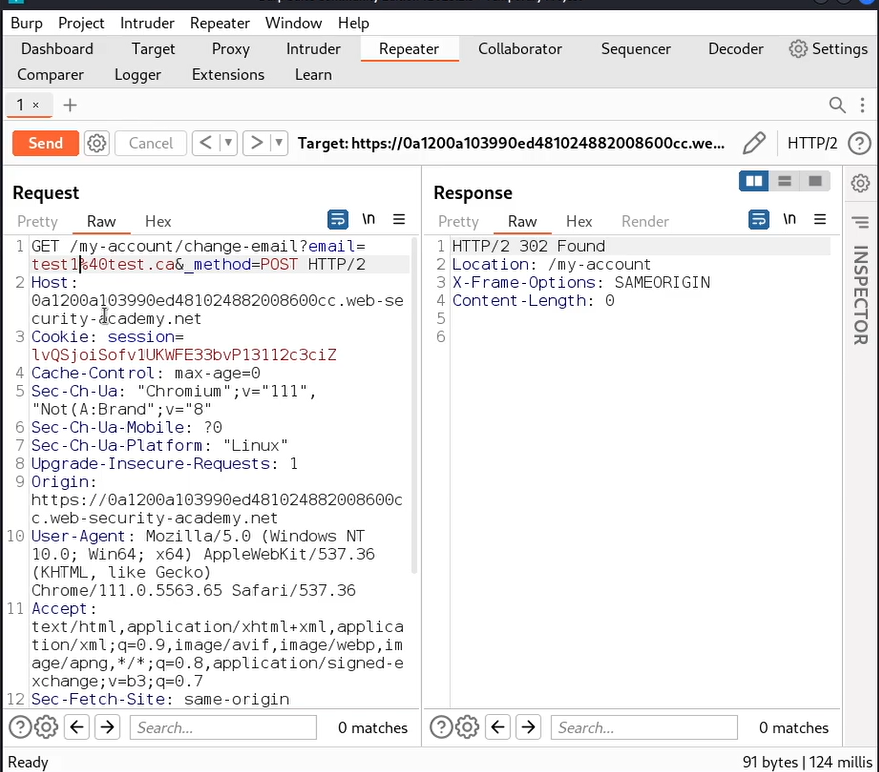 Burp Project Intruder Repeater Window Help
Dashboard Target Proxy Intruder Repeater Collaborator Sequencer Decoder Settings
Comparer Logger Extensions Learn
1 × +
Send Cancel < > Target: https://0a1200a103990ed481024882008600cc.we... HTTP/2 ?
Request
Pretty Raw Hex \n
1 GET /my-account/change-email?email=
test1%40test.ca&_method=POST HTTP/2
2 Host:
0a1200a103990ed481024882008600cc.web-se
curity-academy.net
3 Cookie: session=
lvQSjoiSofv1UKWFE33bvP13112c3ciZ
4 Cache-Control: max-age=0
5 Sec-Ch-Ua: "Chromium";v="111",
"Not(A:Brand";v="8"
6 Sec-Ch-Ua-Mobile: ?0
7 Sec-Ch-Ua-Platform: "Linux"
8 Upgrade-Insecure-Requests: 1
9 Origin:
https://0a1200a103990ed481024882008600c
c.web-security-academy.net
10 User-Agent: Mozilla/5.0 (Windows NT
10.0; Win64; x64) AppleWebKit/537.36
(KHTML, like Gecko)
Chrome/111.0.5563.65 Safari/537.36
11 Accept:
text/html,application/xhtml+xml,applica
tion/xml;q=0.9,image/avif,image/webp,im
age/apng,*/*;q=0.8,application/signed-e
xchange;v=b3;q=0.7
12 Sec-Fetch-Site: same-origin
? Search... 0 matches
Response
Pretty Raw Hex Render \n
1 HTTP/2 302 Found
2 Location: /my-account
3 X-Frame-Options: SAMEORIGIN
4 Content-Length: 0
5
6
? Search... 0 matches
INSPECTOR
Ready 91 bytes | 124 millis